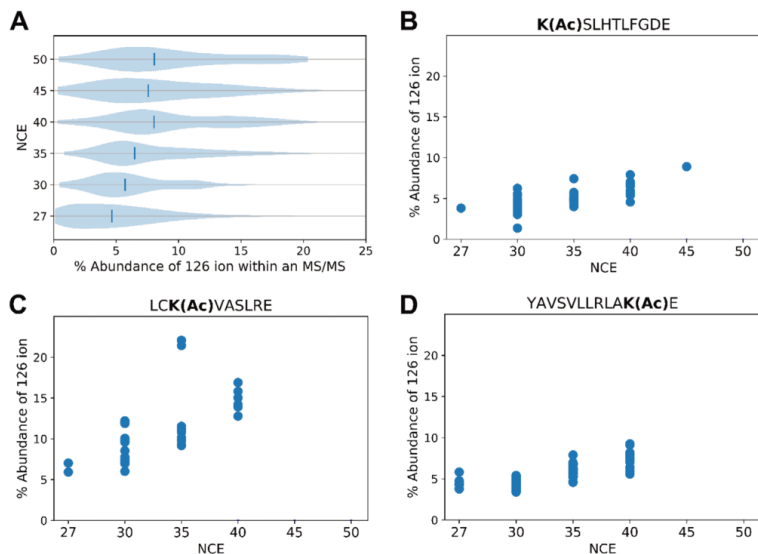 A
50
45
40
35
30
27
NCE
0 5 10 15 20 25
% Abundance of 126 ion within an MS/MS
B
K(Ac)SLHTLFGDE
% Abundance of 126 ion
20
15
10
5
0
27 30 35 40 45 50
NCE
C
LCK(Ac)VASLRE
% Abundance of 126 ion
20
15
10
5
0
27 30 35 40 45 50
NCE
D
YAVSVLLRLAK(Ac)E
% Abundance of 126 ion
20
15
10
5
0
27 30 35 40 45 50
NCE